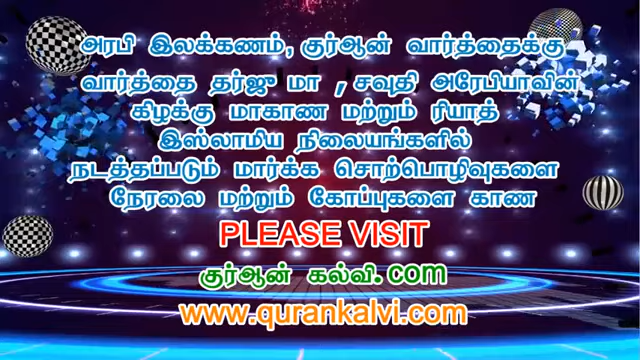 அரபி இலக்கணம், குர்ஆன் வார்த்தைக்கு
வார்த்தை தர்ஜு மா , சவுதி அரேபியாவின்
கிழக்கு மாகாண மற்றும் ரியாத்
இஸ்லாமிய நிலையங்களில்
நடத்தப்படும் மார்க்க சொற்பொழிவுகளை
நேரலை மற்றும் கோப்புகளை காண
PLEASE VISIT
குர்ஆன் கல்வி.com
www.qurankalvi.com